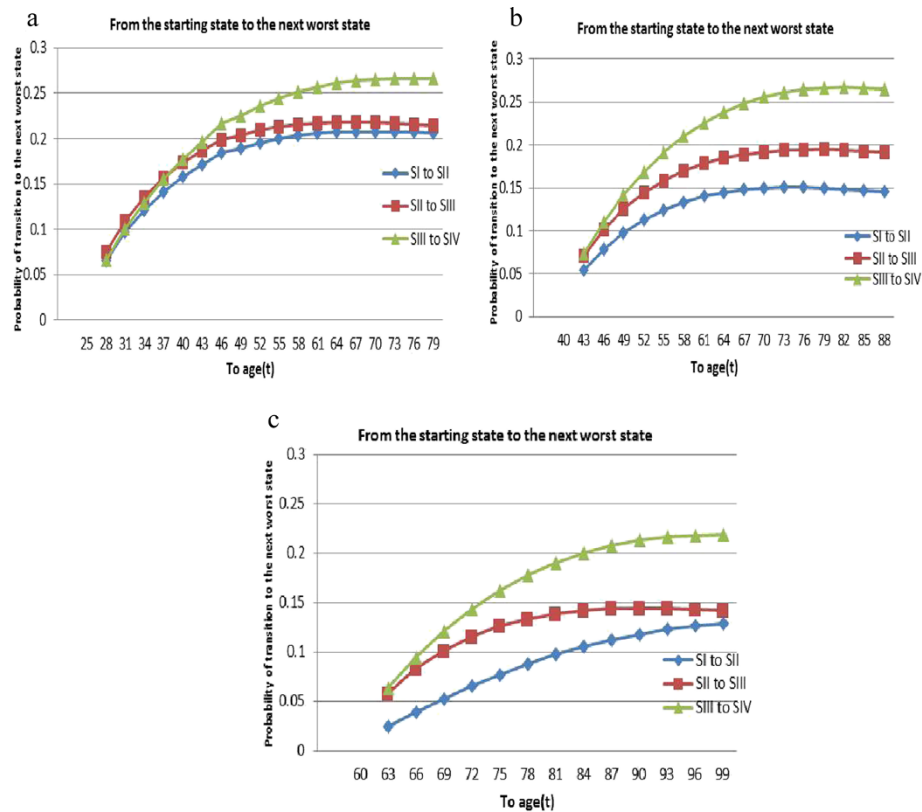 a
From the starting state to the next worst state
Probability of transition to the next worst state
0.3
0.25
0.2
0.15
0.1
0.05
0
25 28 31 34 37 40 43 46 49 52 55 58 61 64 67 70 73 76 79
To age(t)
SI to SII
SII to SIII
SIII to SIV
b
From the starting state to the next worst state
Probability of transition to the next worst state
0.3
0.25
0.2
0.15
0.1
0.05
0
40 43 46 49 52 55 58 61 64 67 70 73 76 79 82 85 88
To age(t)
SI to SII
SII to SIII
SIII to SIV
c
From the starting state to the next worst state
Probability of transition to the next worst state
0.3
0.25
0.2
0.15
0.1
0.05
0
60 63 66 69 72 75 78 81 84 87 90 93 96 99
To age(t)
SI to SII
SII to SIII
SIII to SIV